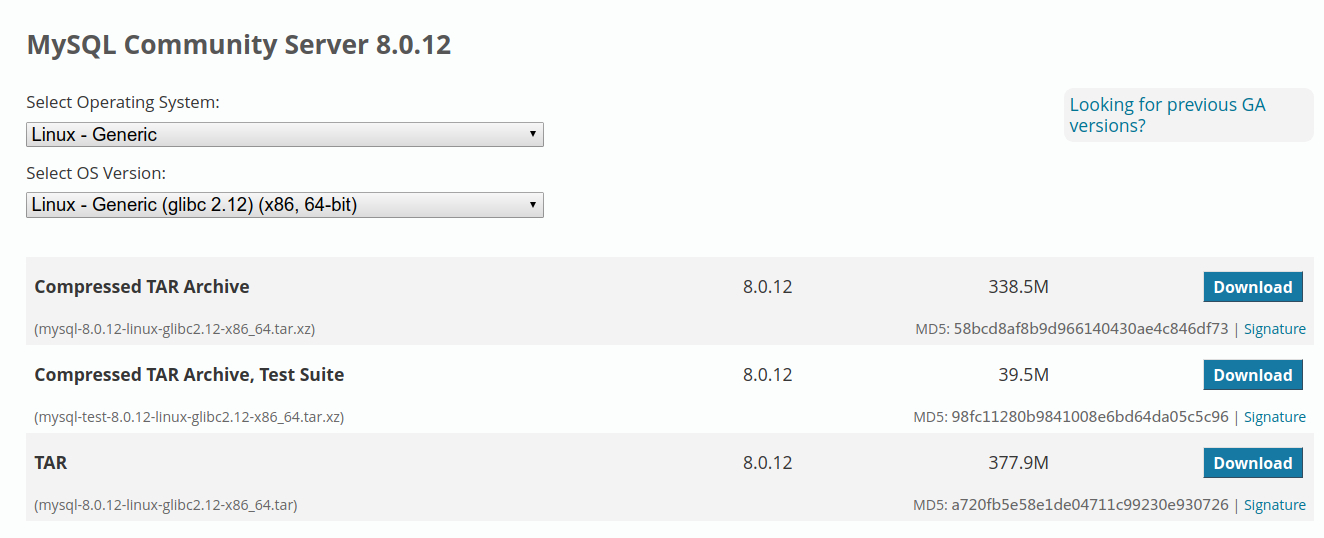 MySQL Community Server 8.0.12
Select Operating System:
Looking for previous GA
versions?
Linux - Generic
Select OS Version:
Linux - Generic (glibc 2.12) (x86, 64-bit)
Compressed TAR Archive 8.0.12 338.5M Download
(mysql-8.0.12-linux-glibc2.12-x86_64.tar.xz) MD5: 58bcd8af8b9d966140430ae4c846df73 | Signature
Compressed TAR Archive, Test Suite 8.0.12 39.5M Download
(mysql-test-8.0.12-linux-glibc2.12-x86_64.tar.xz) MD5: 98fc11280b9841008e6bd64da05c5c96 | Signature
TAR 8.0.12 377.9M Download
(mysql-8.0.12-linux-glibc2.12-x86_64.tar) MD5: a720fb5e58e1de04711c99230e930726 | Signature